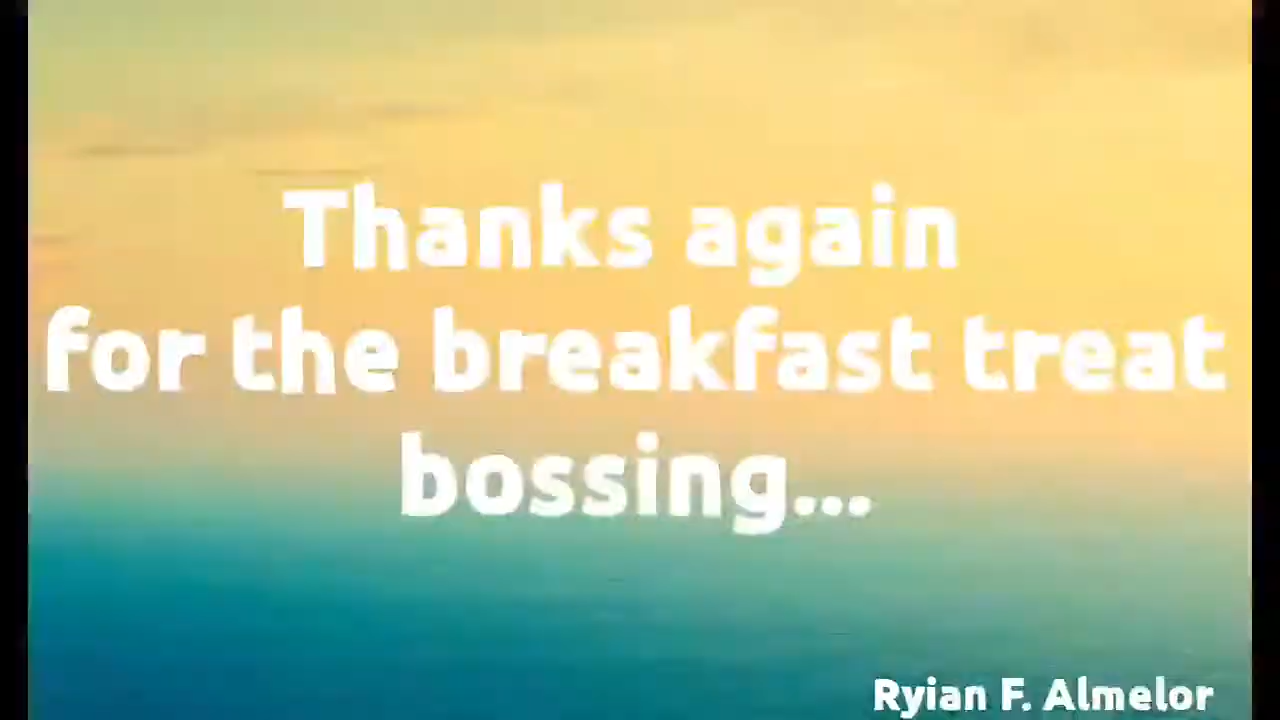 Thanks again
for the breakfast treat
bossing...
Ryian F. Almelor